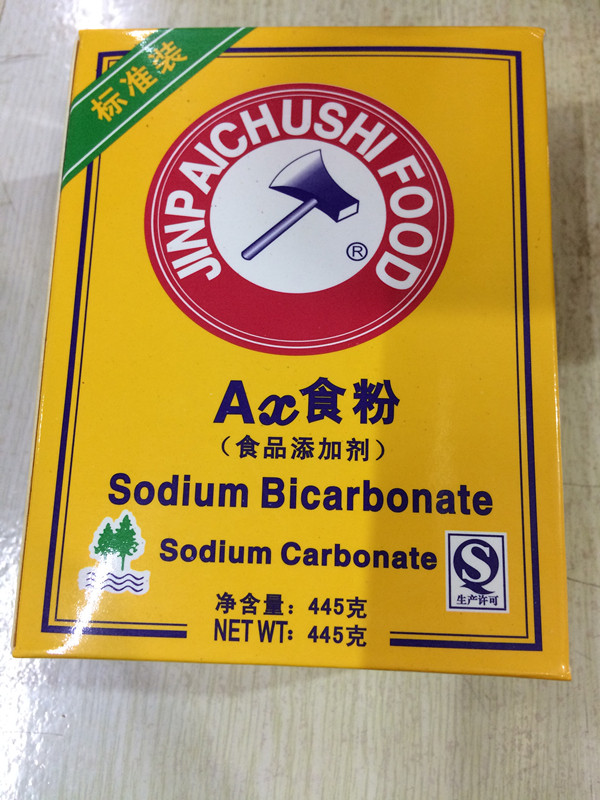 标准装
JINPAICHUSHI FOOD
®
Ax食粉
（食品添加剂）
Sodium Bicarbonate
Sodium Carbonate
S
生产许可
净含量：445克
NET WT：445克